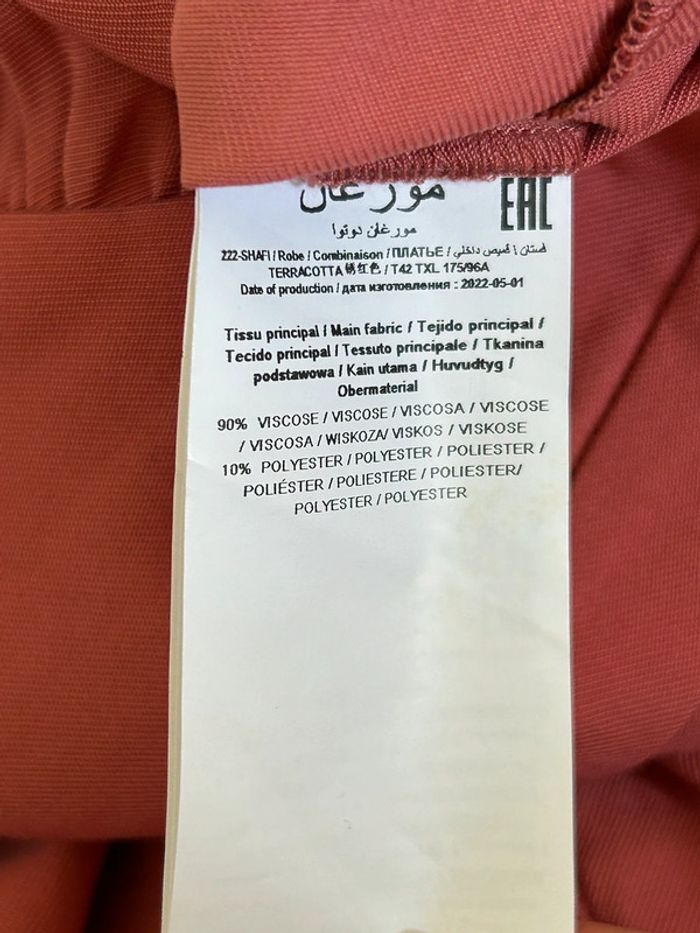 مورغان
EAC
مورغان دوتوا
222-SHAFI / Robe / Combinaison / ПЛАТЬЕ / فستان / قميص داخلي
TERRACOTTA 锈红色 / T42 TXL 175/96A
Date of production / дата изготовления : 2022-05-01
Tissu principal / Main fabric / Tejido principal /
Tecido principal / Tessuto principale / Tkanina
podstawowa / Kain utama / Huvudtyg /
Obermaterial
90% VISCOSE / VISCOSE / VISCOSA / VISCOSE
/ VISCOSA / WISKOZA/ VISKOS / VISKOSE
10% POLYESTER / POLYESTER / POLIESTER /
POLIÉSTER / POLIESTERE / POLIESTER/
POLYESTER / POLYESTER